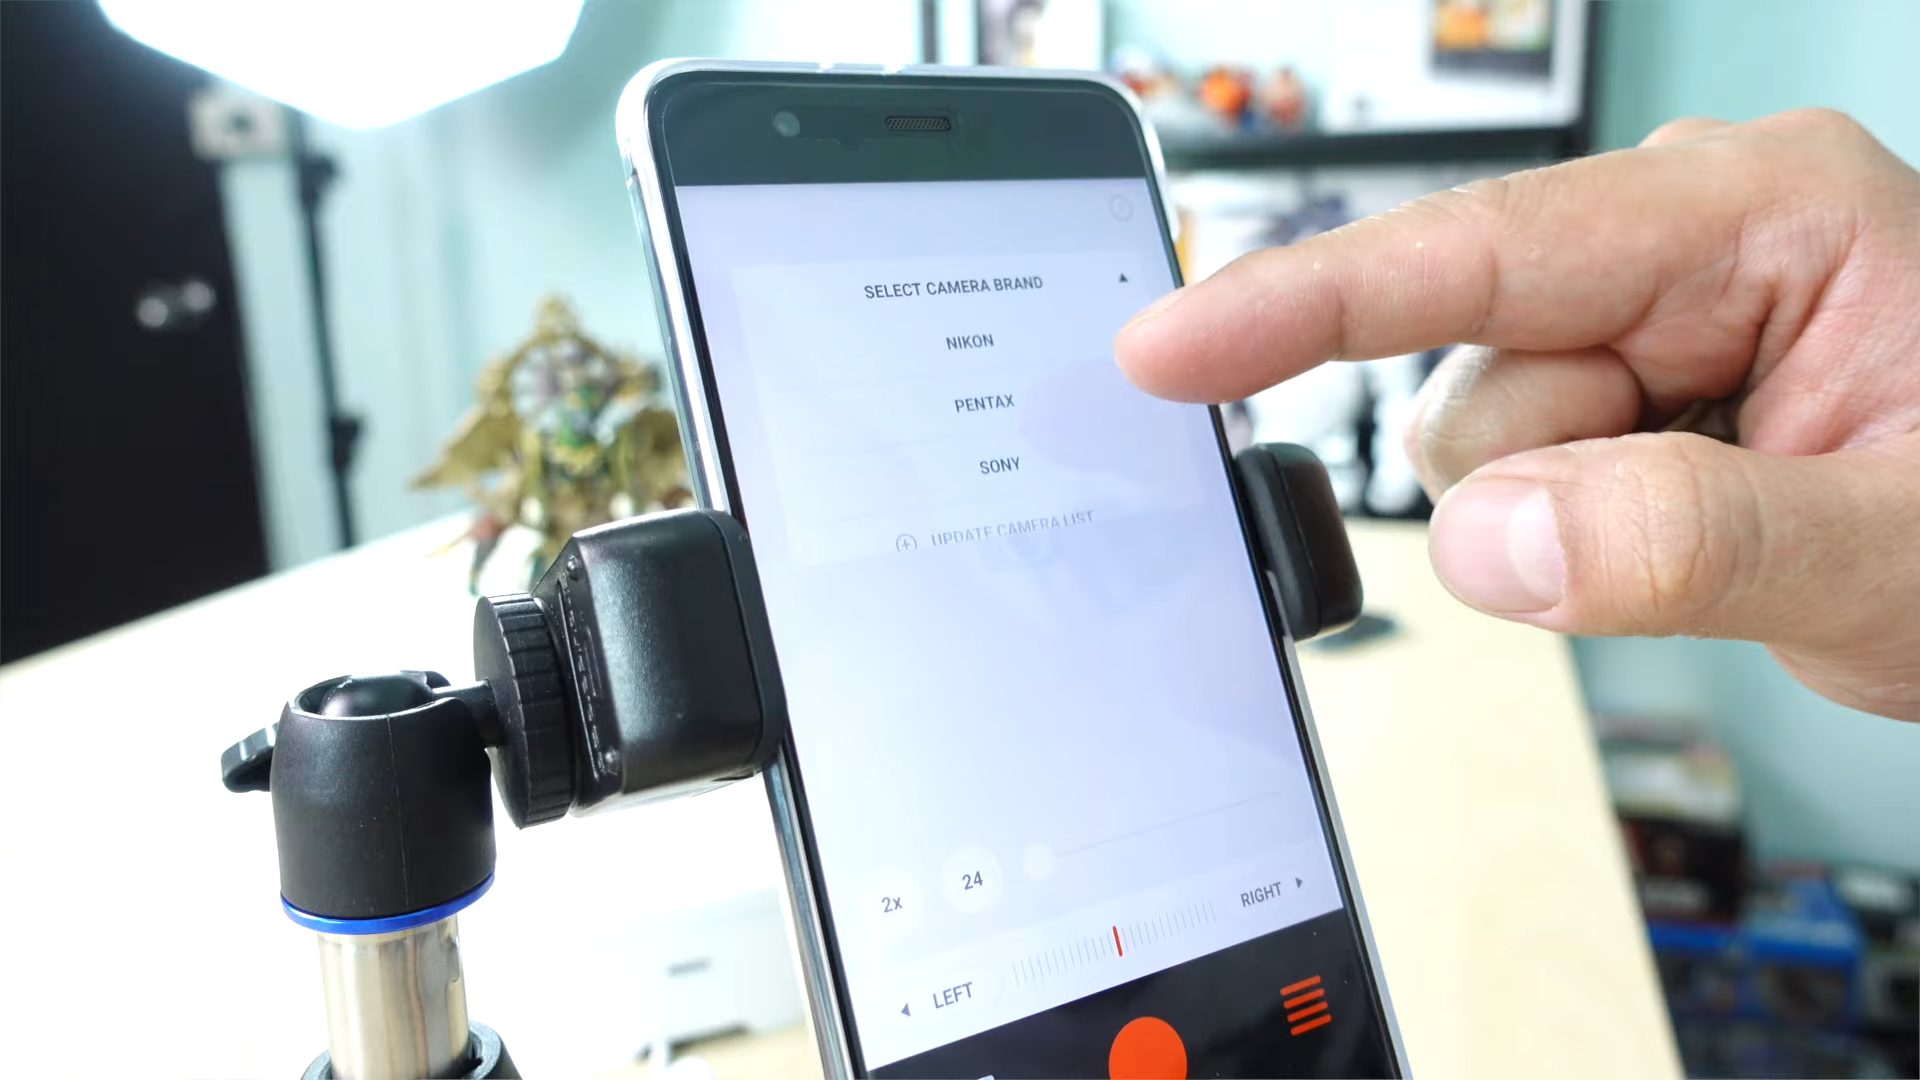 SELECT CAMERA BRAND ▲
NIKON
PENTAX
SONY
UPDATE CAMERA LIST
2x
24
RIGHT
LEFT